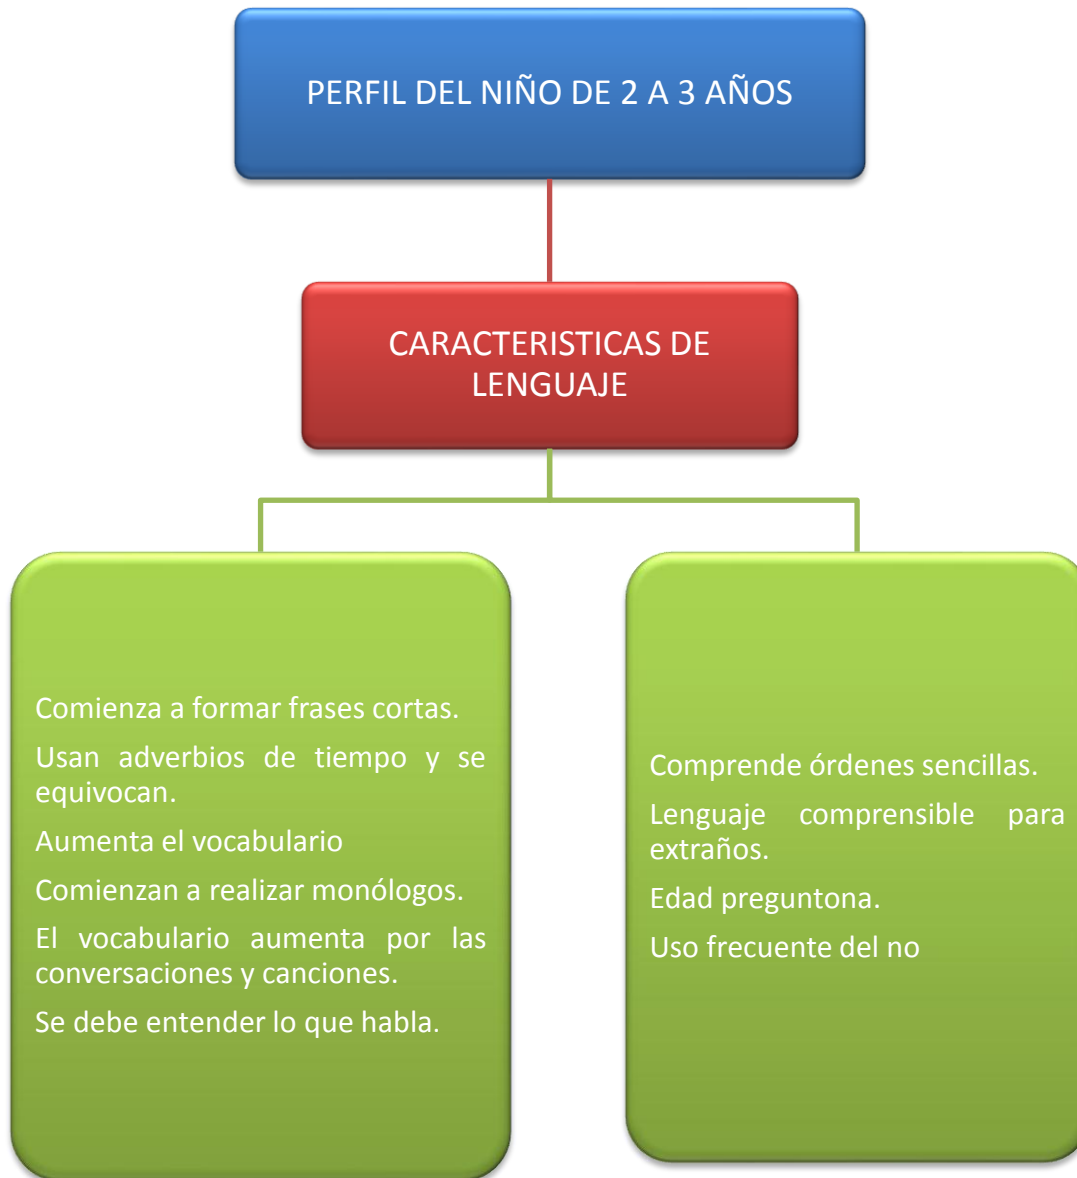 PERFIL DEL NIÑO DE 2 A 3 AÑOS
CARACTERISTICAS DE
LENGUAJE
Comienza a formar frases cortas.
Usan adverbios de tiempo y se
equivocan.
Aumenta el vocabulario
Comienzan a realizar monólogos.
El vocabulario aumenta por las
conversaciones y canciones.
Se debe entender lo que habla.
Comprende órdenes sencillas.
Lenguaje comprensible para
extraños.
Edad preguntona.
Uso frecuente del no